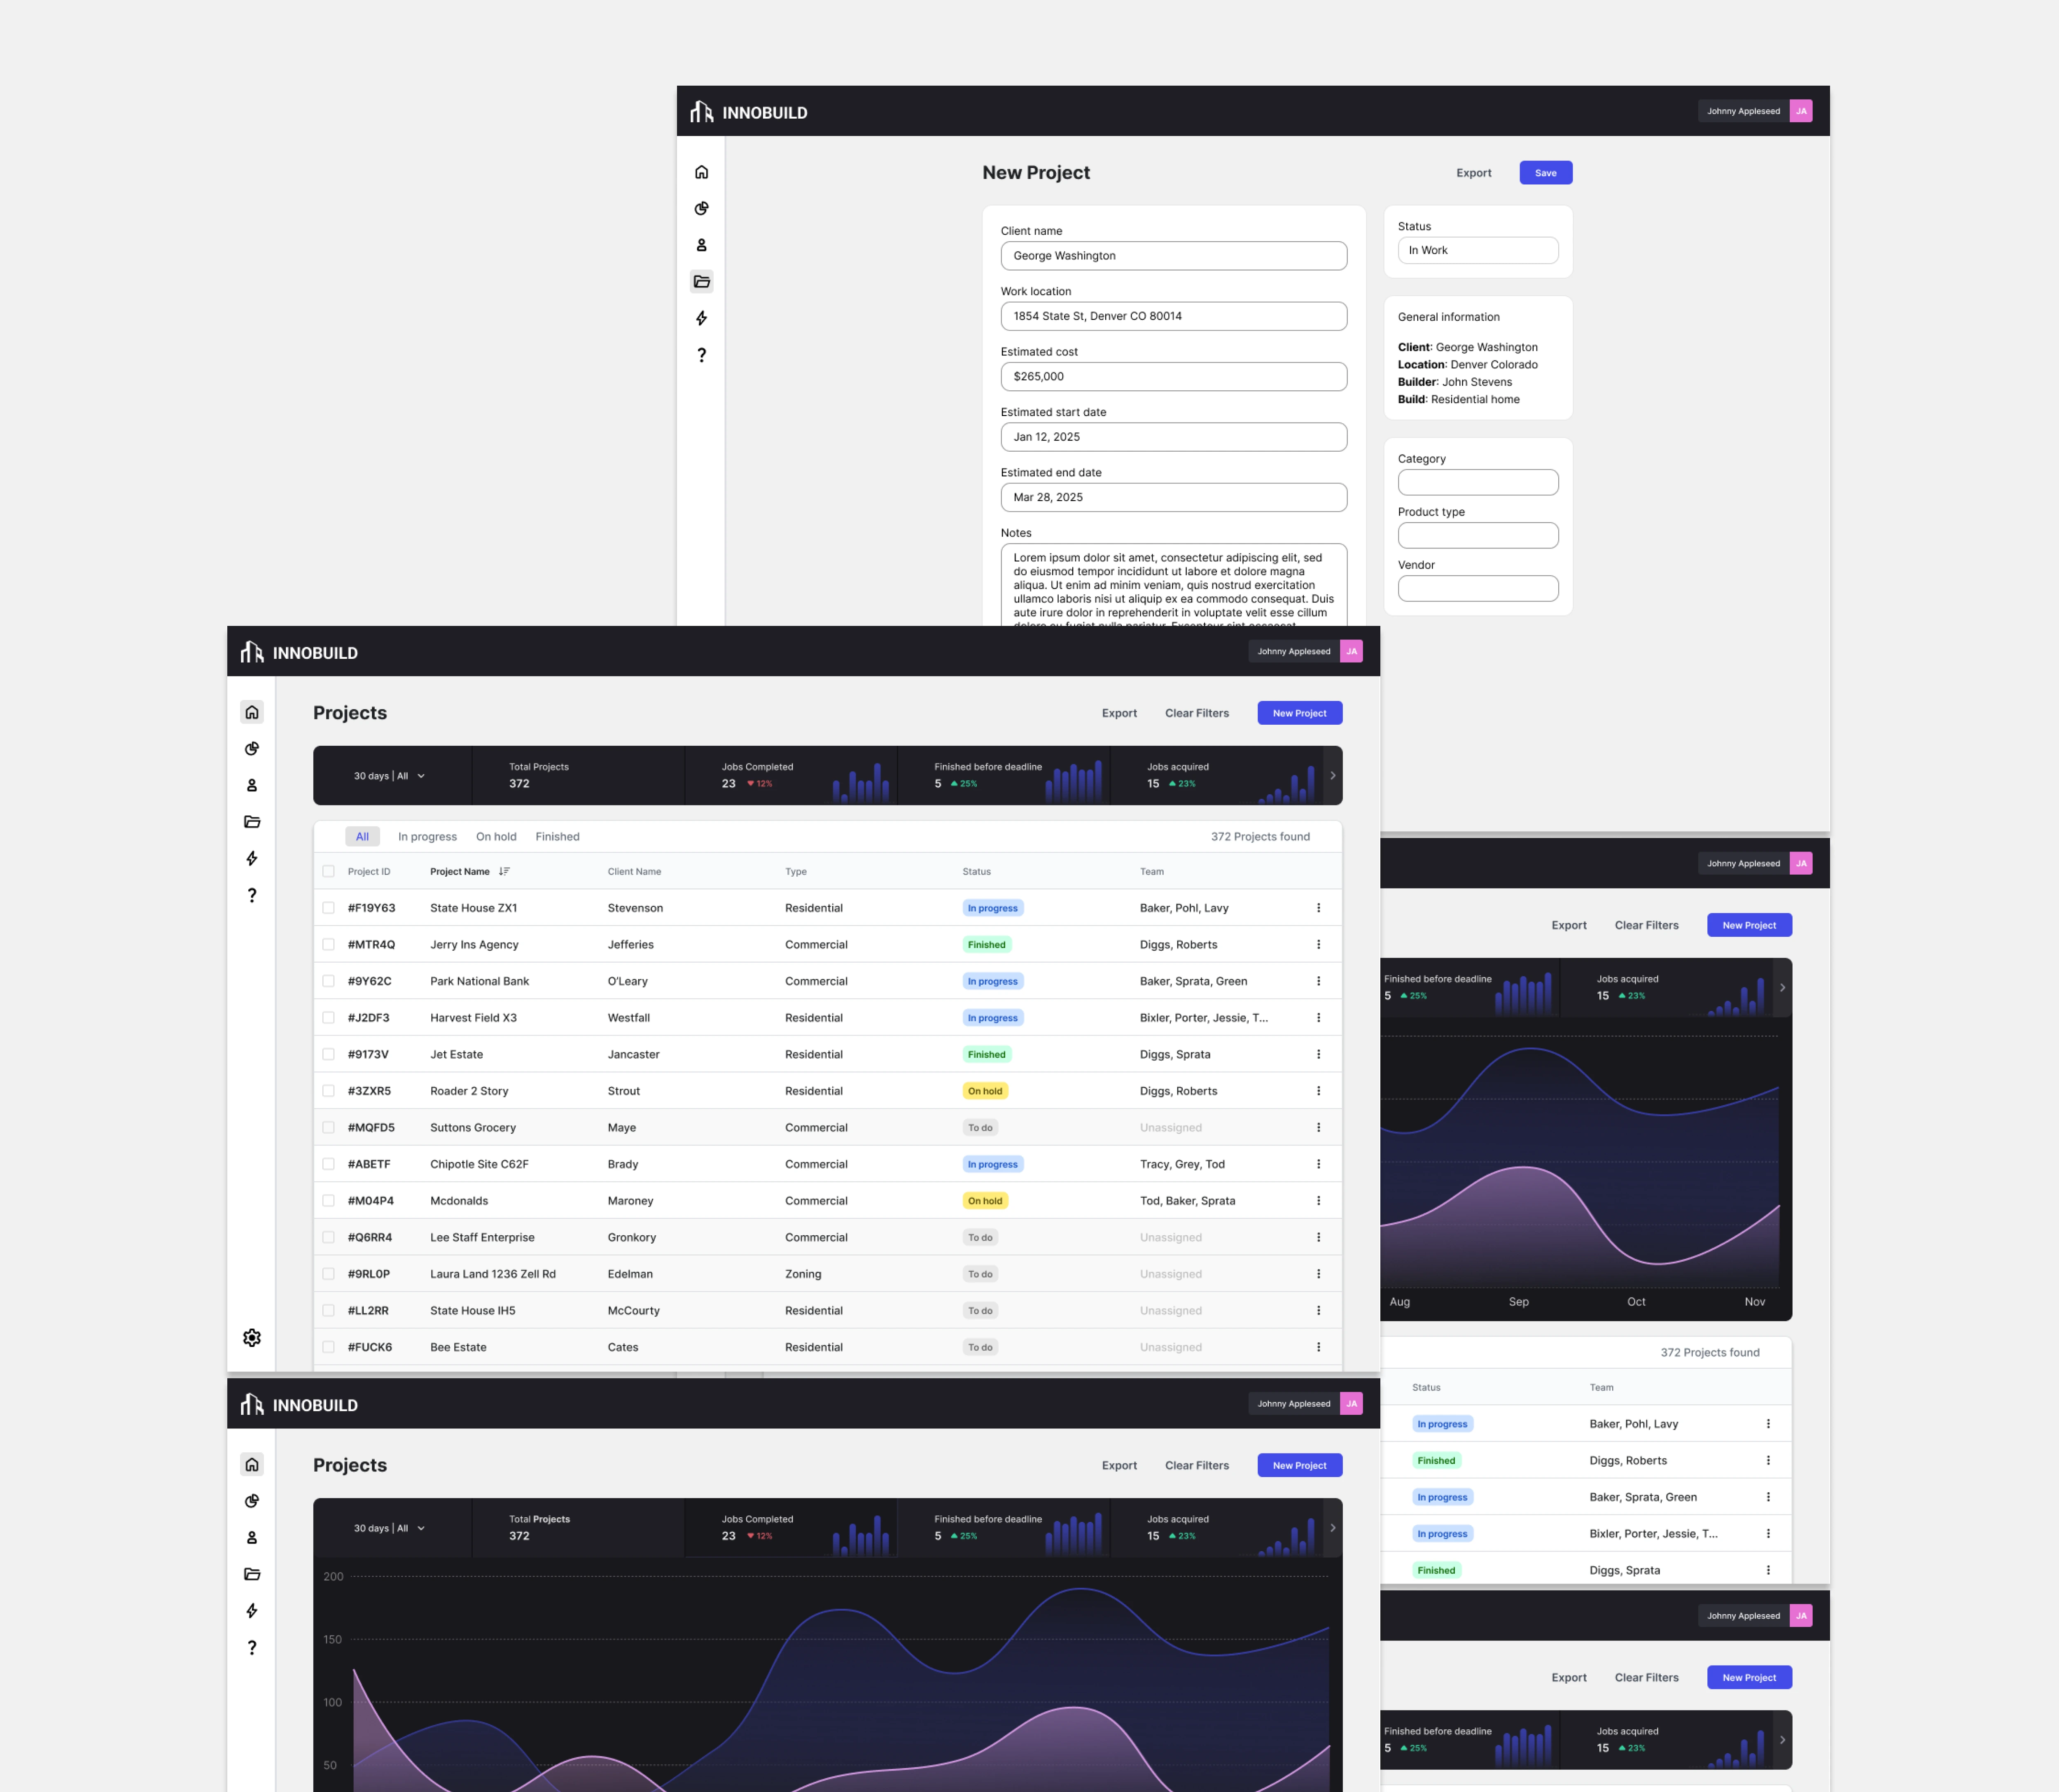 INNOBUILD
Johnny Appleseed JA
New Project
Export Save
Client name
George Washington
Work location
1854 State St, Denver CO 80014
Estimated cost
$265,000
Estimated start date
Jan 12, 2025
Estimated end date
Mar 28, 2025
Notes
Lorem ipsum dolor sit amet, consectetur adipiscing elit, sed
do eiusmod tempor incididunt ut labore et dolore magna
aliqua. Ut enim ad minim veniam, quis nostrud exercitation
ullamco laboris nisi ut aliquip ex ea commodo consequat. Duis
aute irure dolor in reprehenderit in voluptate velit esse cillum
Status
In Work
General information
Client: George Washington
Location: Denver Colorado
Builder: John Stevens
Build: Residential home
Category
Product type
Vendor
INNOBUILD
Johnny Appleseed JA
Projects
Export Clear Filters New Project
30 days | All
Total Projects
372
Jobs Completed
23 12%
Finished before deadline
5 25%
Jobs acquired
15 23%
All In progress On hold Finished 372 Projects found
Project ID Project Name Client Name Type Status Team
#F19Y63 State House ZX1 Stevenson Residential In progress Baker, Pohl, Lavy
#MTR4Q Jerry Ins Agency Jefferies Commercial Finished Diggs, Roberts
#9Y62C Park National Bank O'Leary Commercial In progress Baker, Sprata, Green
#J2DF3 Harvest Field X3 Westfall Residential In progress Bixler, Porter, Jessie, T...
#9173V Jet Estate Jancaster Residential Finished Diggs, Sprata
#3ZXR5 Roader 2 Story Strout Residential On hold Diggs, Roberts
#MQFD5 Suttons Grocery Maye Commercial To do Unassigned
#ABETF Chipotle Site C62F Brady Commercial In progress Tracy, Grey, Tod
#M04P4 Mcdonalds Maroney Commercial On hold Tod, Baker, Sprata
#Q6RR4 Lee Staff Enterprise Gronkory Commercial To do Unassigned
#9RL0P Laura Land 1236 Zell Rd Edelman Zoning To do Unassigned
#LL2RR State House IH5 McCourty Residential To do Unassigned
#FUCK6 Bee Estate Cates Residential To do Unassigned
Johnny Appleseed JA
Export Clear Filters New Project
Finished before deadline
5 25%
Jobs acquired
15 23%
Aug Sep Oct Nov
372 Projects found
Status Team
In progress Baker, Pohl, Lavy
Finished Diggs, Roberts
In progress Baker, Sprata, Green
In progress Bixler, Porter, Jessie, T...
Finished Diggs, Sprata
INNOBUILD
Johnny Appleseed JA
Projects
Export Clear Filters New Project
30 days | All
Total Projects
372
Jobs Completed
23 12%
Finished before deadline
5 25%
Jobs acquired
15 23%
200
150
100
50
Johnny Appleseed JA
Export Clear Filters New Project
Finished before deadline
5 25%
Jobs acquired
15 23%